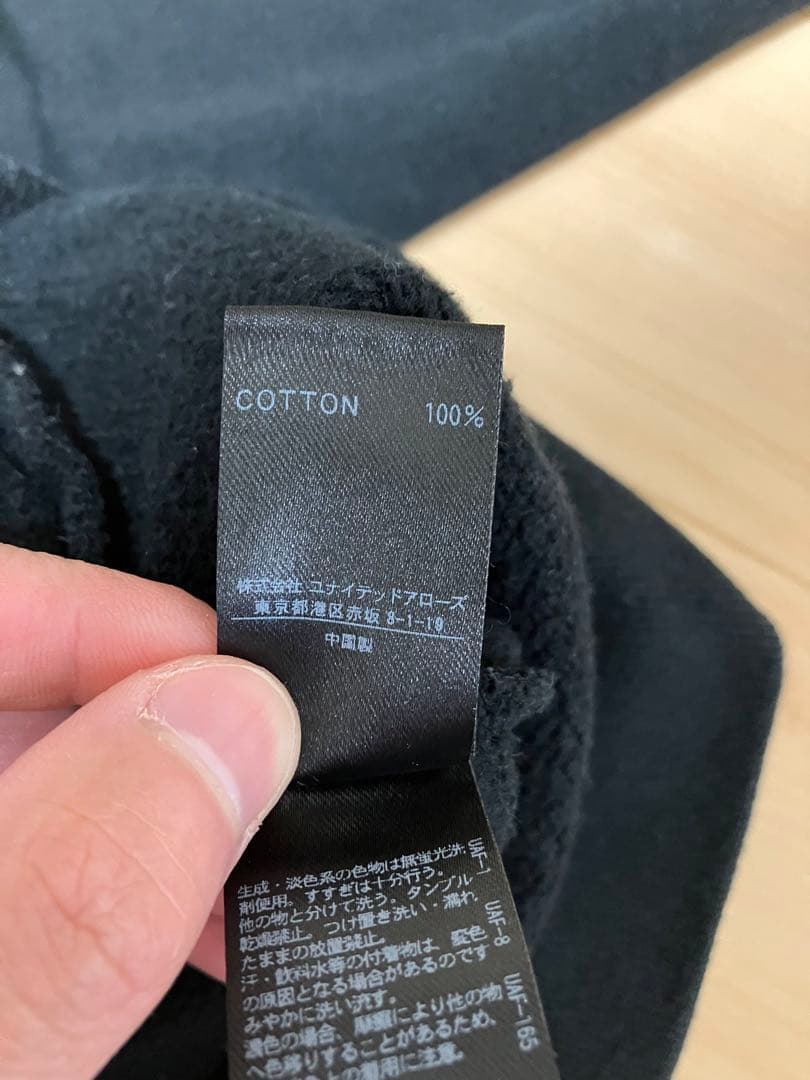 COTTON 100%
株式会社 ユナイテッドアローズ
東京都港区赤坂 8-1-19
中国製
生成・淡色系の色物は無蛍光洗
剤使用。すすぎは十分行う。
他の物と分けて洗う。タンブル
乾燥禁止。つけ置き洗い・濡れ
たままの放置禁止。
汗・飲料水等の付着物は、変色
の原因となる場合があるので速
みやかに洗い流す。
濃色の場合、摩擦により他の物
へ色移りすることがあるため、
着用に注意。
UAF-1
UAF-8
UNF-165